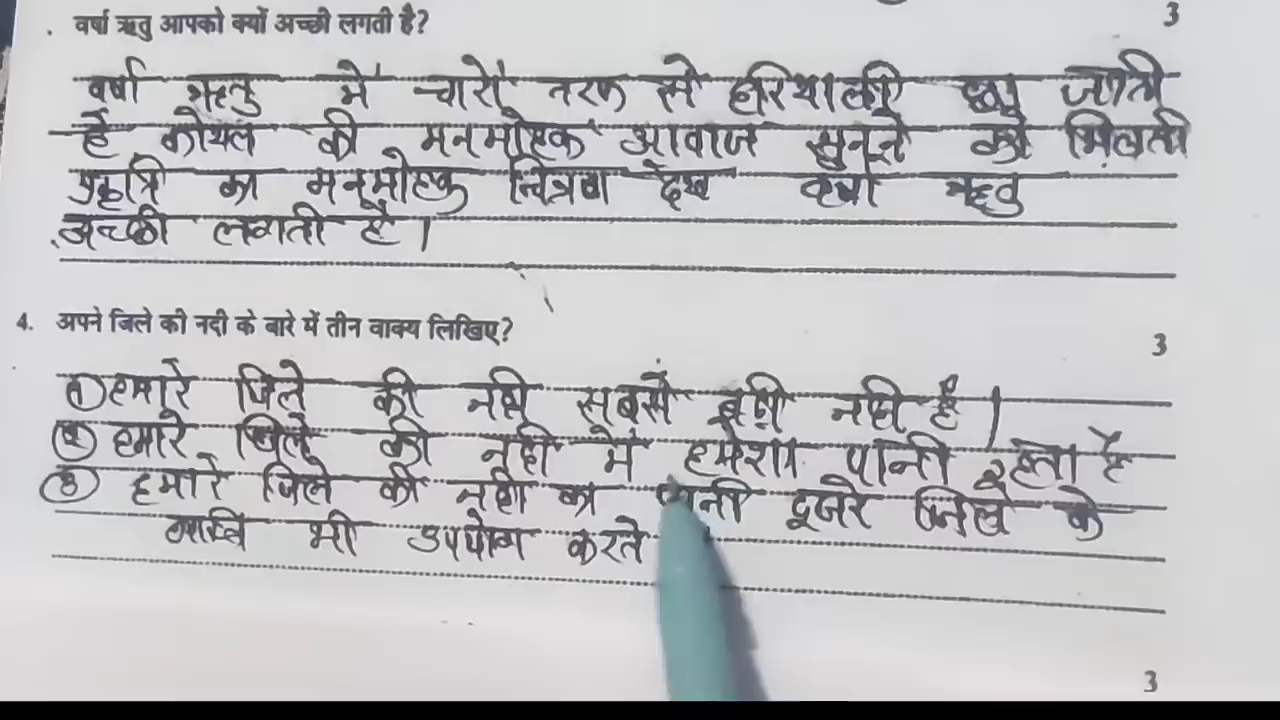 . वर्षा ऋतु आपको क्यों अच्छी लगती है? 3
वर्षा ऋतु में चारों तरफ से हरियाली छा जाती
है कोयल की मनमोहक आवाज सुनने को मिलती
प्रकृति का मनमोहक चित्रण देख वर्षा ऋतु
अच्छी लगती है।
4. अपने जिले की नदी के बारे में तीन वाक्य लिखिए? 3
① हमारे जिले की नदी सबसे बड़ी नदी है।
② हमारे जिले की नदी में हमेशा पानी रहता है
③ हमारे जिले की नदी का पानी दूसरे जिले के
भी उपयोग करते
3